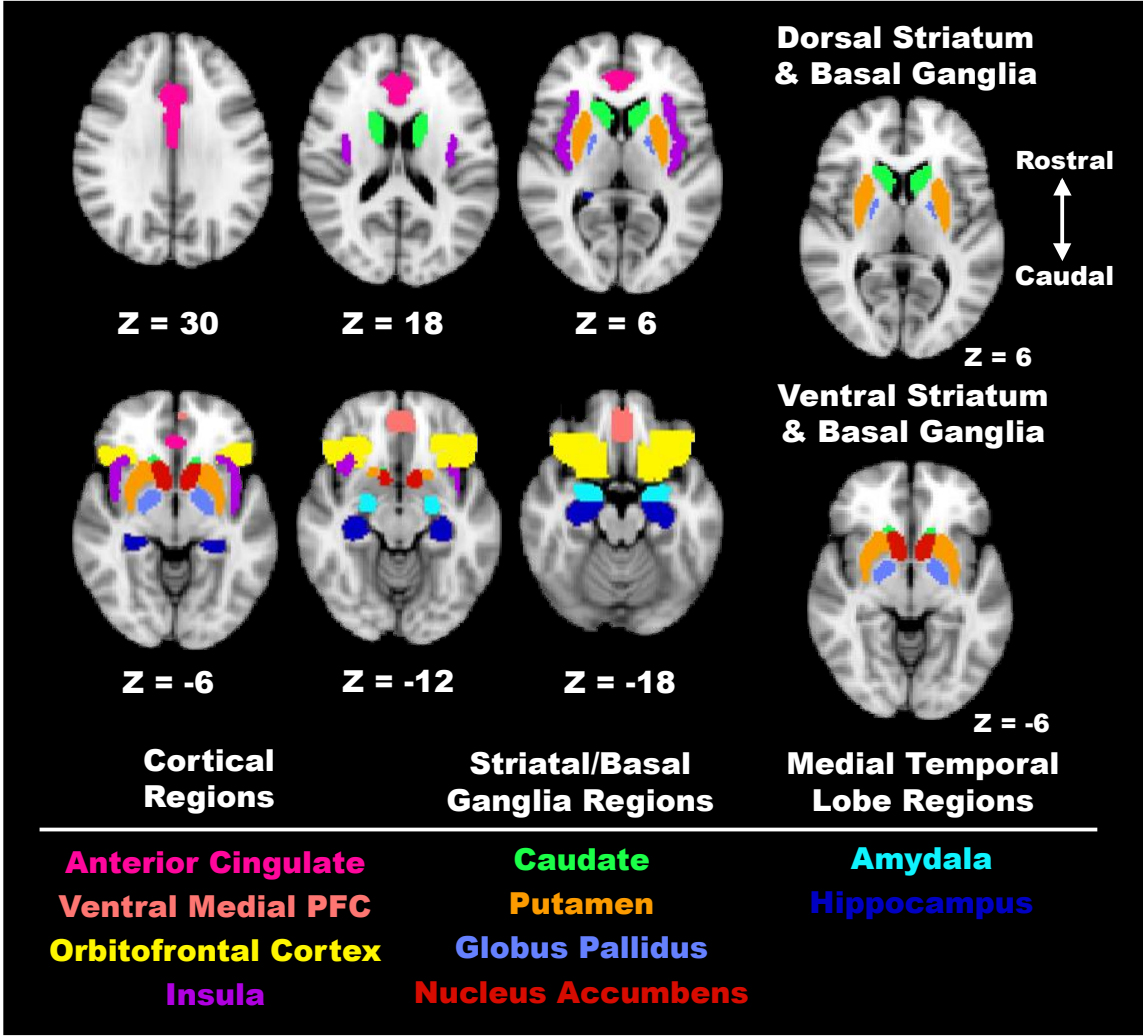 Dorsal Striatum
& Basal Ganglia
Rostral
Caudal
Z = 30
Z = 18
Z = 6
Z = 6
Ventral Striatum
& Basal Ganglia
Z = -6
Z = -12
Z = -18
Z = -6
Cortical
Regions
Striatal/Basal
Ganglia Regions
Medial Temporal
Lobe Regions
Anterior Cingulate
Caudate
Amydala
Ventral Medial PFC
Putamen
Hippocampus
Orbitofrontal Cortex
Globus Pallidus
Insula
Nucleus Accumbens